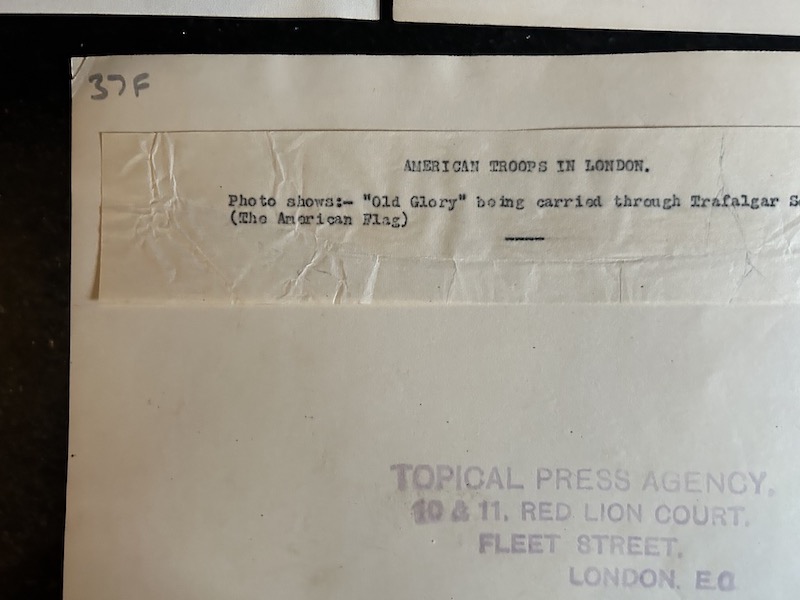 37F
AMERICAN TROOPS IN LONDON.
Photo shows:- "Old Glory" being carried through Trafalgar S
(The American Flag)
TOPICAL PRESS AGENCY,
10 & 11, RED LION COURT.
FLEET STREET.
LONDON. E.C